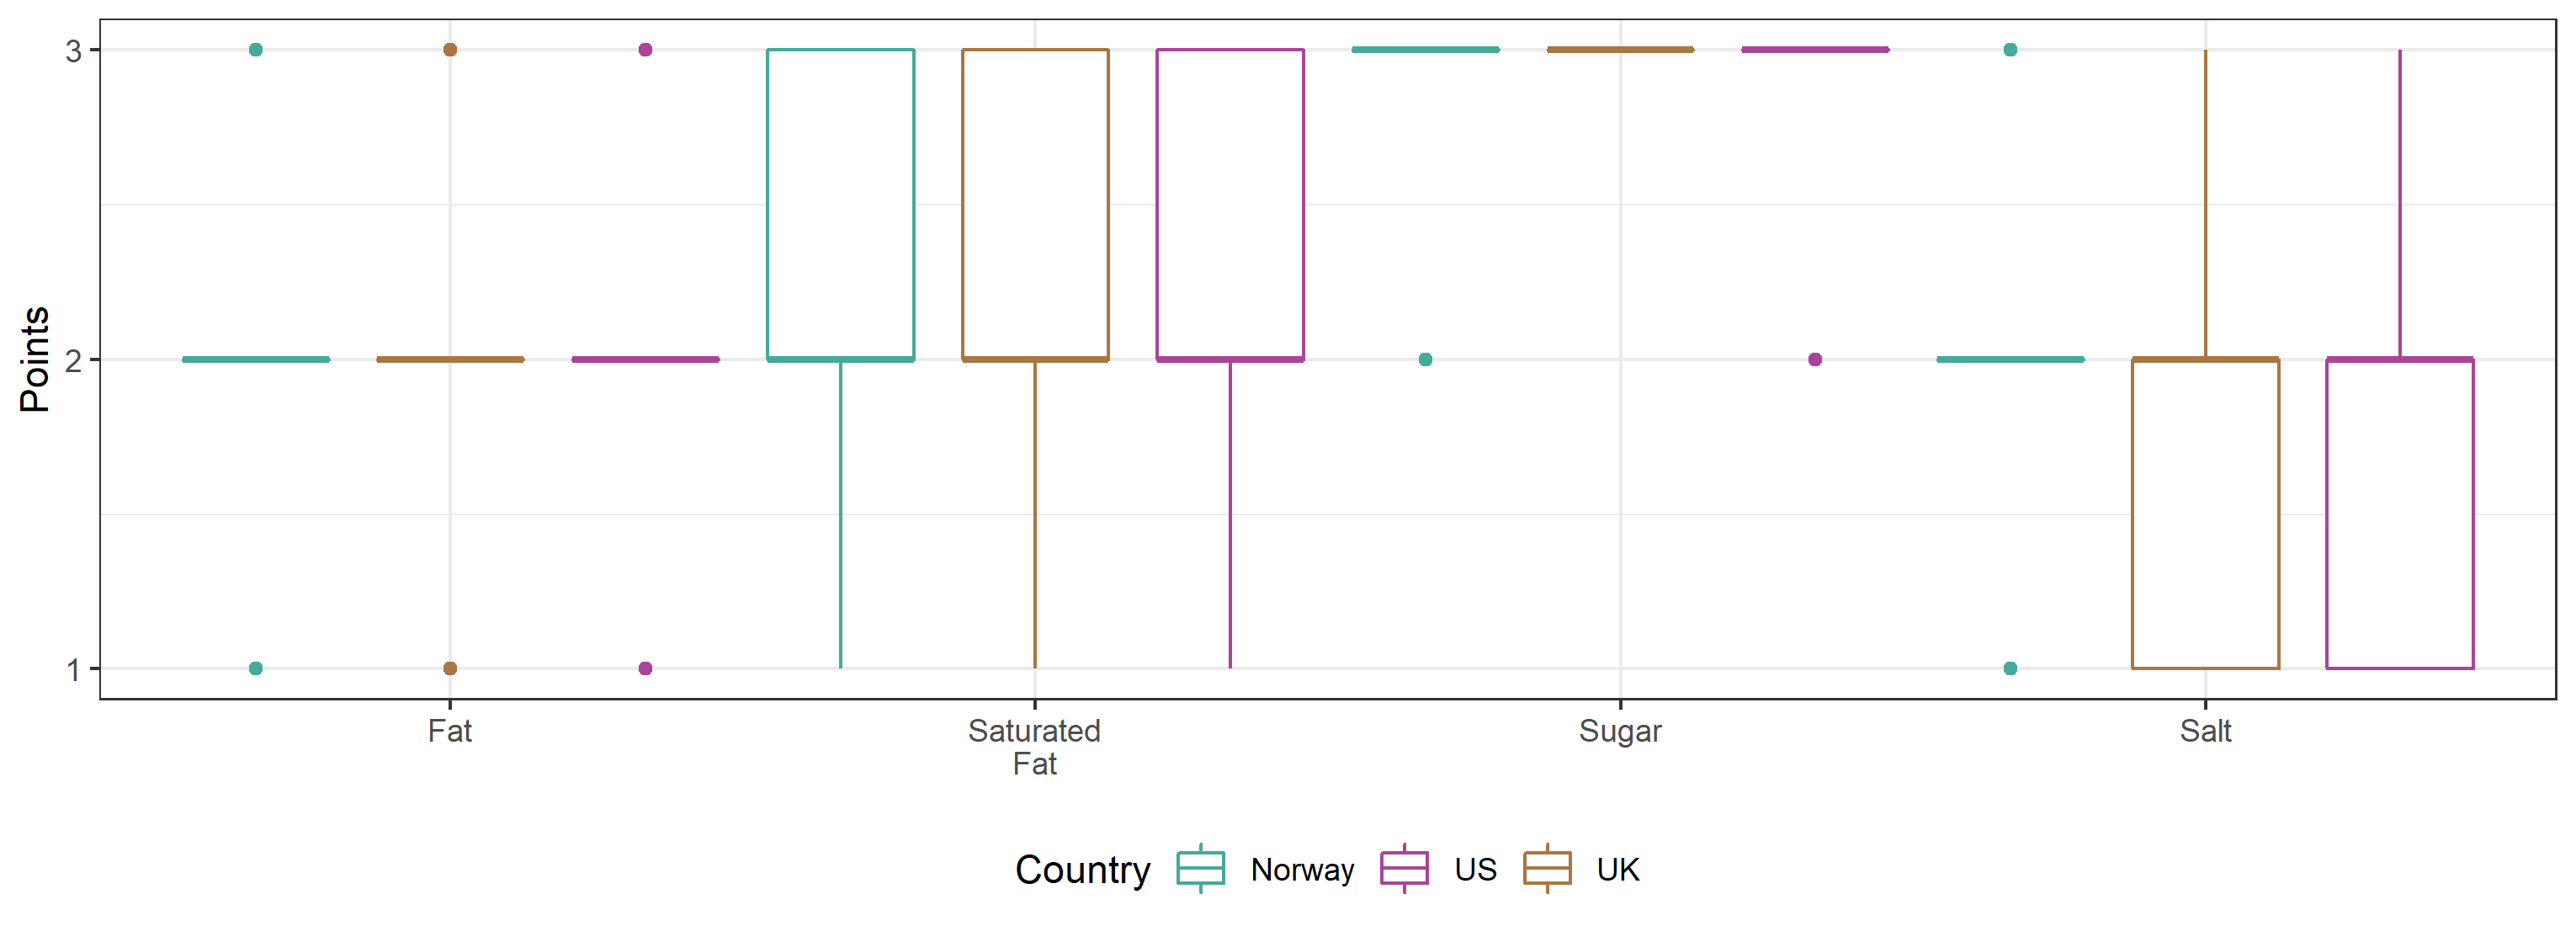 Points
3
2
1
Fat
Saturated
Fat
Sugar
Salt
Country
Norway
US
UK